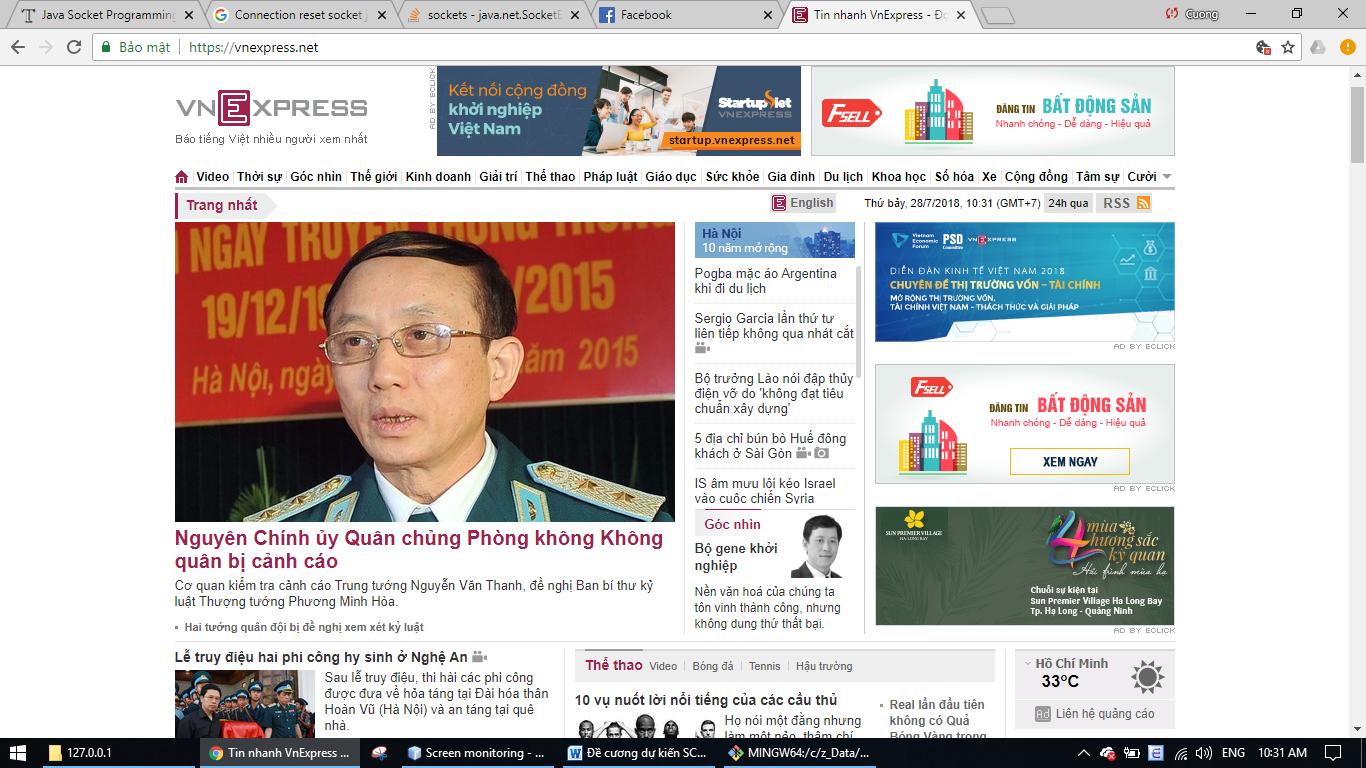 Java Socket Programming
Connection reset socket j
sockets - java.net.SocketE
Facebook
Tin nhanh VnExpress - Đọ
Cuong
Bảo mật
https://vnexpress.net
VNEXPRESS
Báo tiếng Việt nhiều người xem nhất
AD BY ECLICK
Kết nối cộng đồng
khởi nghiệp
Việt Nam
StartupViet
VNEXPRESS
startup.vnexpress.net
FSELL
ĐĂNG TIN BẤT ĐỘNG SẢN
Nhanh chóng - Dễ dàng - Hiệu quả
Video Thời sự Góc nhìn Thế giới Kinh doanh Giải trí Thể thao Pháp luật Giáo dục Sức khỏe Gia đình Du lịch Khoa học Số hóa Xe Cộng đồng Tâm sự Cười
Trang nhất
E English
Thứ bảy, 28/7/2018, 10:31 (GMT+7)
24h qua
RSS
N NGÀY TRUYỀN THỐNG
19/12/19
/2015
Hà Nội, ngày
năm 2015
Nguyên Chính ủy Quân chủng Phòng không Không
quân bị cảnh cáo
Cơ quan kiểm tra cảnh cáo Trung tướng Nguyễn Văn Thanh, đề nghị Ban bí thư kỷ
luật Thượng tướng Phương Minh Hòa.
Hai tướng quân đội bị đề nghị xem xét kỷ luật
Hà Nội
10 năm mở rộng
Pogba mặc áo Argentina
khi đi du lịch
Sergio Garcia lần thứ tư
liên tiếp không qua nhát cắt
Bộ trưởng Lào nói đập thủy
điện vỡ do 'không đạt tiêu
chuẩn xây dựng'
5 địa chỉ bún bò Huế đông
khách ở Sài Gòn
IS âm mưu lôi kéo Israel
vào cuộc chiến Syria
Góc nhìn
Bộ gene khởi
nghiệp
Nền văn hoá của chúng ta
tôn vinh thành công, nhưng
không dung thứ thất bại.
Vietnam
Economic
Forum
PSD
Committee
VNEXPRESS
DIỄN ĐÀN KINH TẾ VIỆT NAM 2018
CHUYÊN ĐỀ THỊ TRƯỜNG VỐN – TÀI CHÍNH
MỞ RỘNG THỊ TRƯỜNG VỐN,
TÀI CHÍNH VIỆT NAM – THÁCH THỨC VÀ GIẢI PHÁP
AD BY ECLICK
FSELL
ĐĂNG TIN BẤT ĐỘNG SẢN
Nhanh chóng - Dễ dàng - Hiệu quả
XEM NGAY
AD BY ECLICK
SUN PREMIER VILLAGE
HA LONG BAY
4 mùa
hương sắc
kỳ quan
Hải trình mùa hạ
Chuỗi sự kiện tại
Sun Premier Village Ha Long Bay
Tp. Hạ Long - Quảng Ninh
AD BY ECLICK
Lễ truy điệu hai phi công hy sinh ở Nghệ An
Sau lễ truy điệu, thi hài các phi công
được đưa về hỏa táng tại Đài hóa thân
Hoàn Vũ (Hà Nội) và an táng tại quê
nhà.
Thể thao
Video Bóng đá Tennis Hậu trường
10 vụ nuốt lời nổi tiếng của các cầu thủ
Họ nói một đằng nhưng
làm một nẻo, thậm chí
Real lần đầu tiên
không có Quả
Bóng Vàng trong
Hồ Chí Minh
33°C
Ad Liên hệ quảng cáo
127.0.0.1
Tin nhanh VnExpress ...
Screen monitoring - ...
Đề cương dự kiến SC...
MINGW64:/c/z_Data/...
ENG
10:31 AM